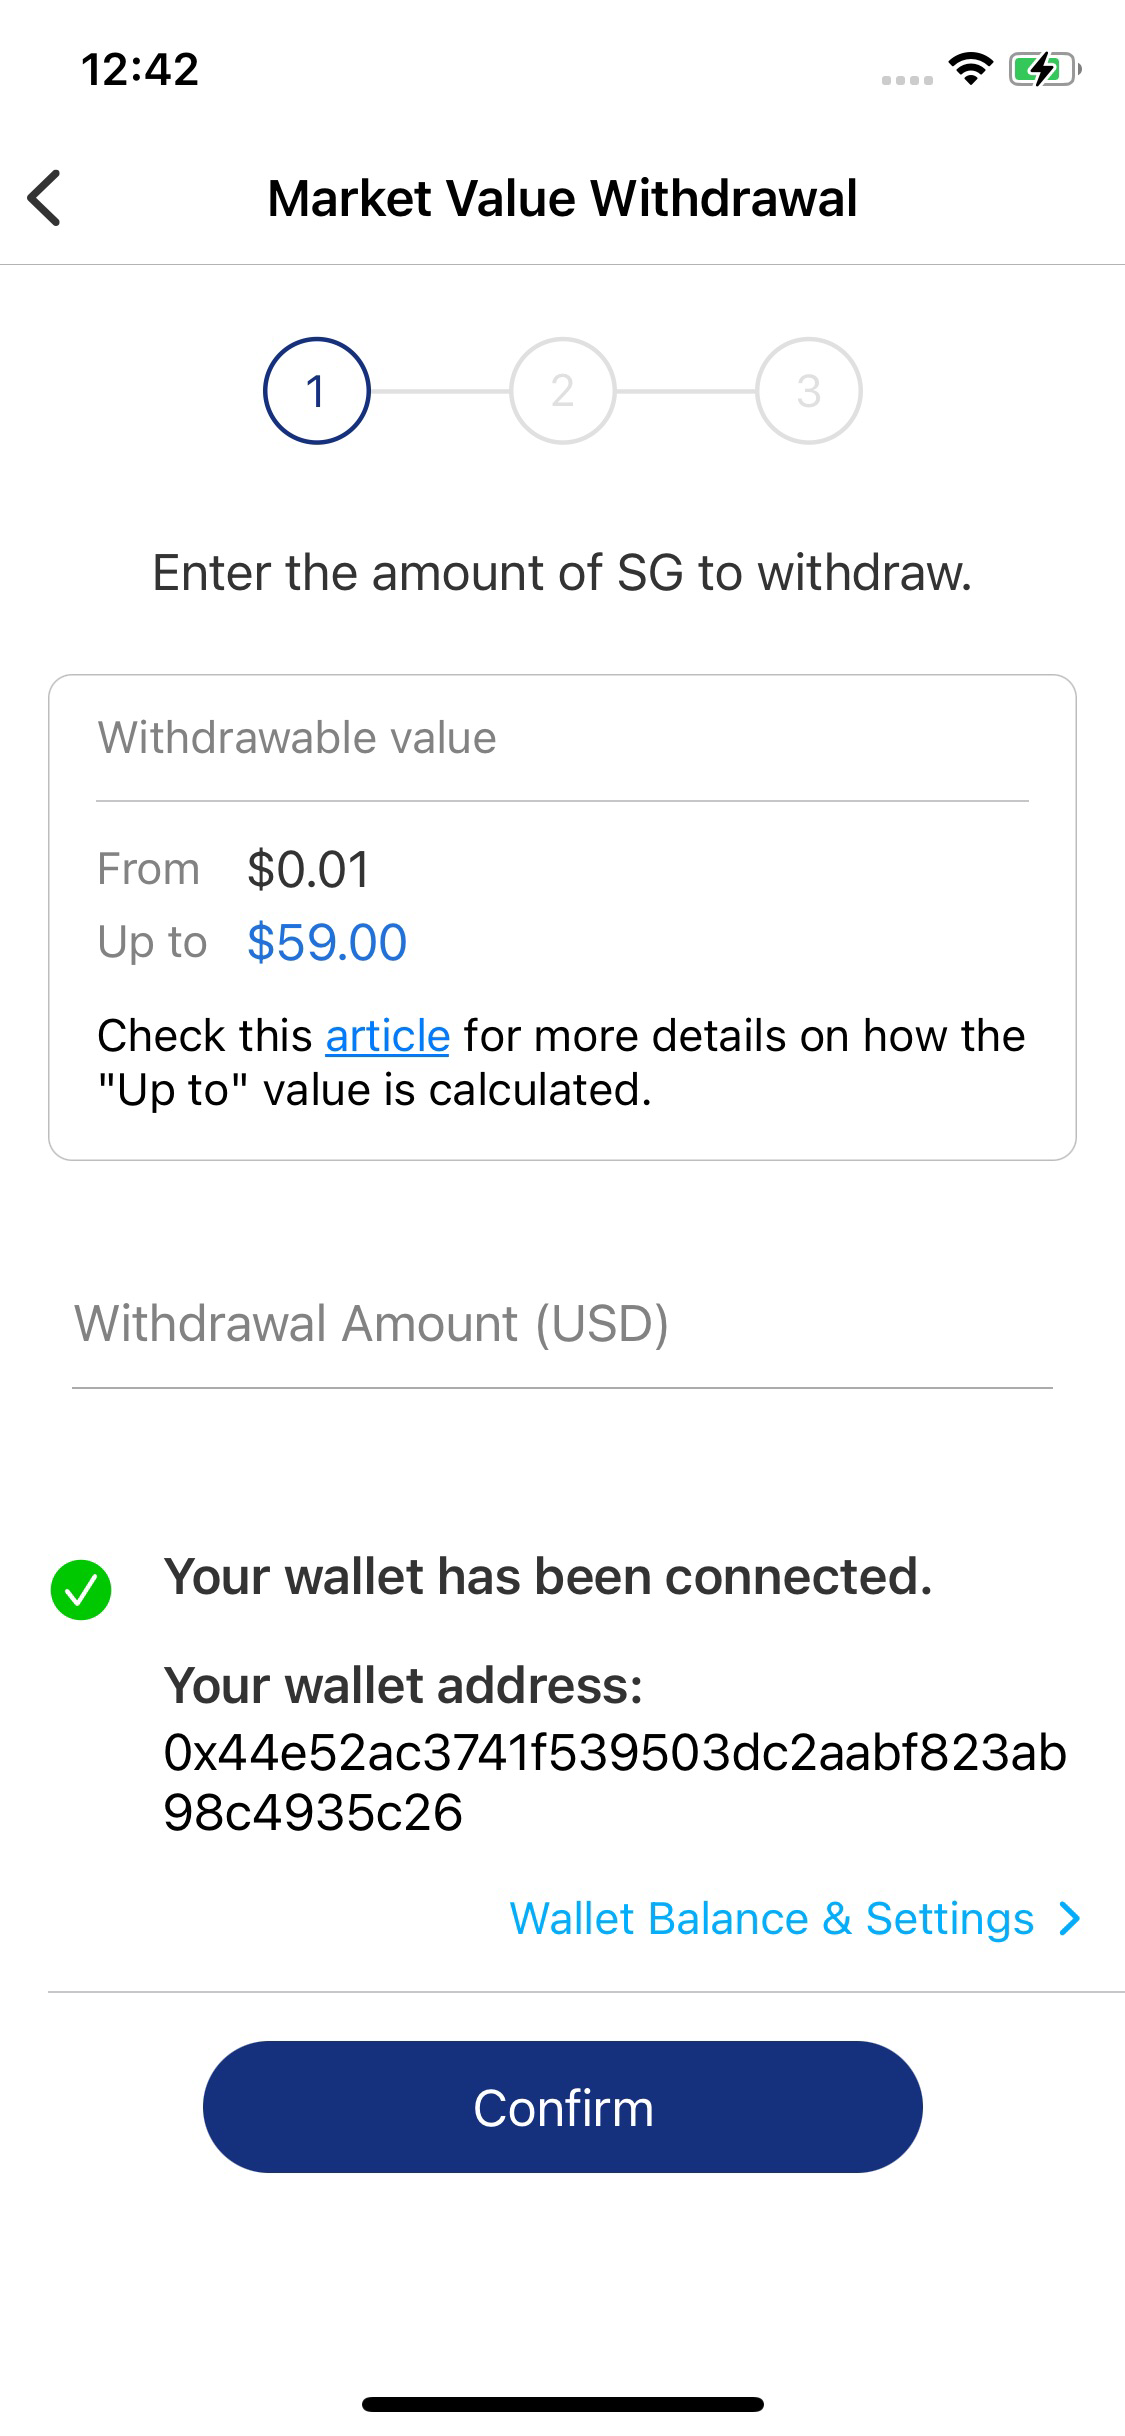 12:42
Market Value Withdrawal
1
2
3
Enter the amount of SG to withdraw.
Withdrawable value
From $0.01
Up to $59.00
Check this article for more details on how the
"Up to" value is calculated.
Withdrawal Amount (USD)
Your wallet has been connected.
Your wallet address:
0x44e52ac3741f539503dc2aabf823ab
98c4935c26
Wallet Balance & Settings
Confirm